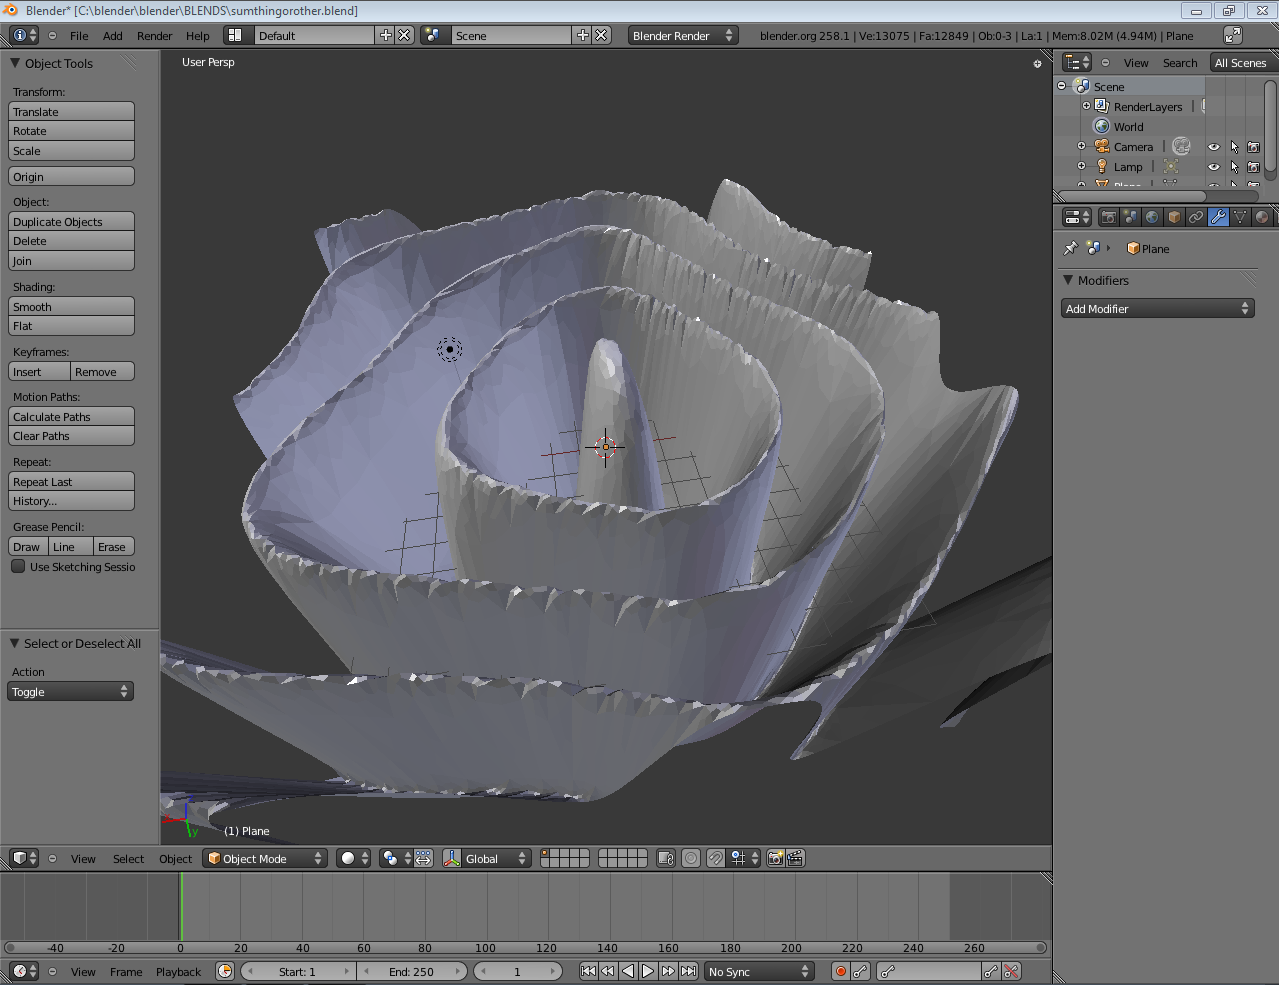 Blender* [C:\blender\blender\BLENDS\sumthingorother.blend]
File Add Render Help Default Scene Blender Render blender.org 258.1 | Ve:13075 | Fa:12849 | Ob:0-3 | La:1 | Mem:8.02M (4.94M) | Plane
Object Tools
Transform:
Translate
Rotate
Scale
Origin
Object:
Duplicate Objects
Delete
Join
Shading:
Smooth
Flat
Keyframes:
Insert Remove
Motion Paths:
Calculate Paths
Clear Paths
Repeat:
Repeat Last
History...
Grease Pencil:
Draw Line Erase
Use Sketching Sessio
Select or Deselect All
Action
Toggle
User Persp
y
(1) Plane
View Search All Scenes
Scene
RenderLayers
World
Camera
Lamp
Plane
Modifiers
Add Modifier
View Select Object Object Mode Global
-40 -20 0 20 40 60 80 100 120 140 160 180 200 220 240 260
View Frame Playback Start: 1 End: 250 1 No Sync